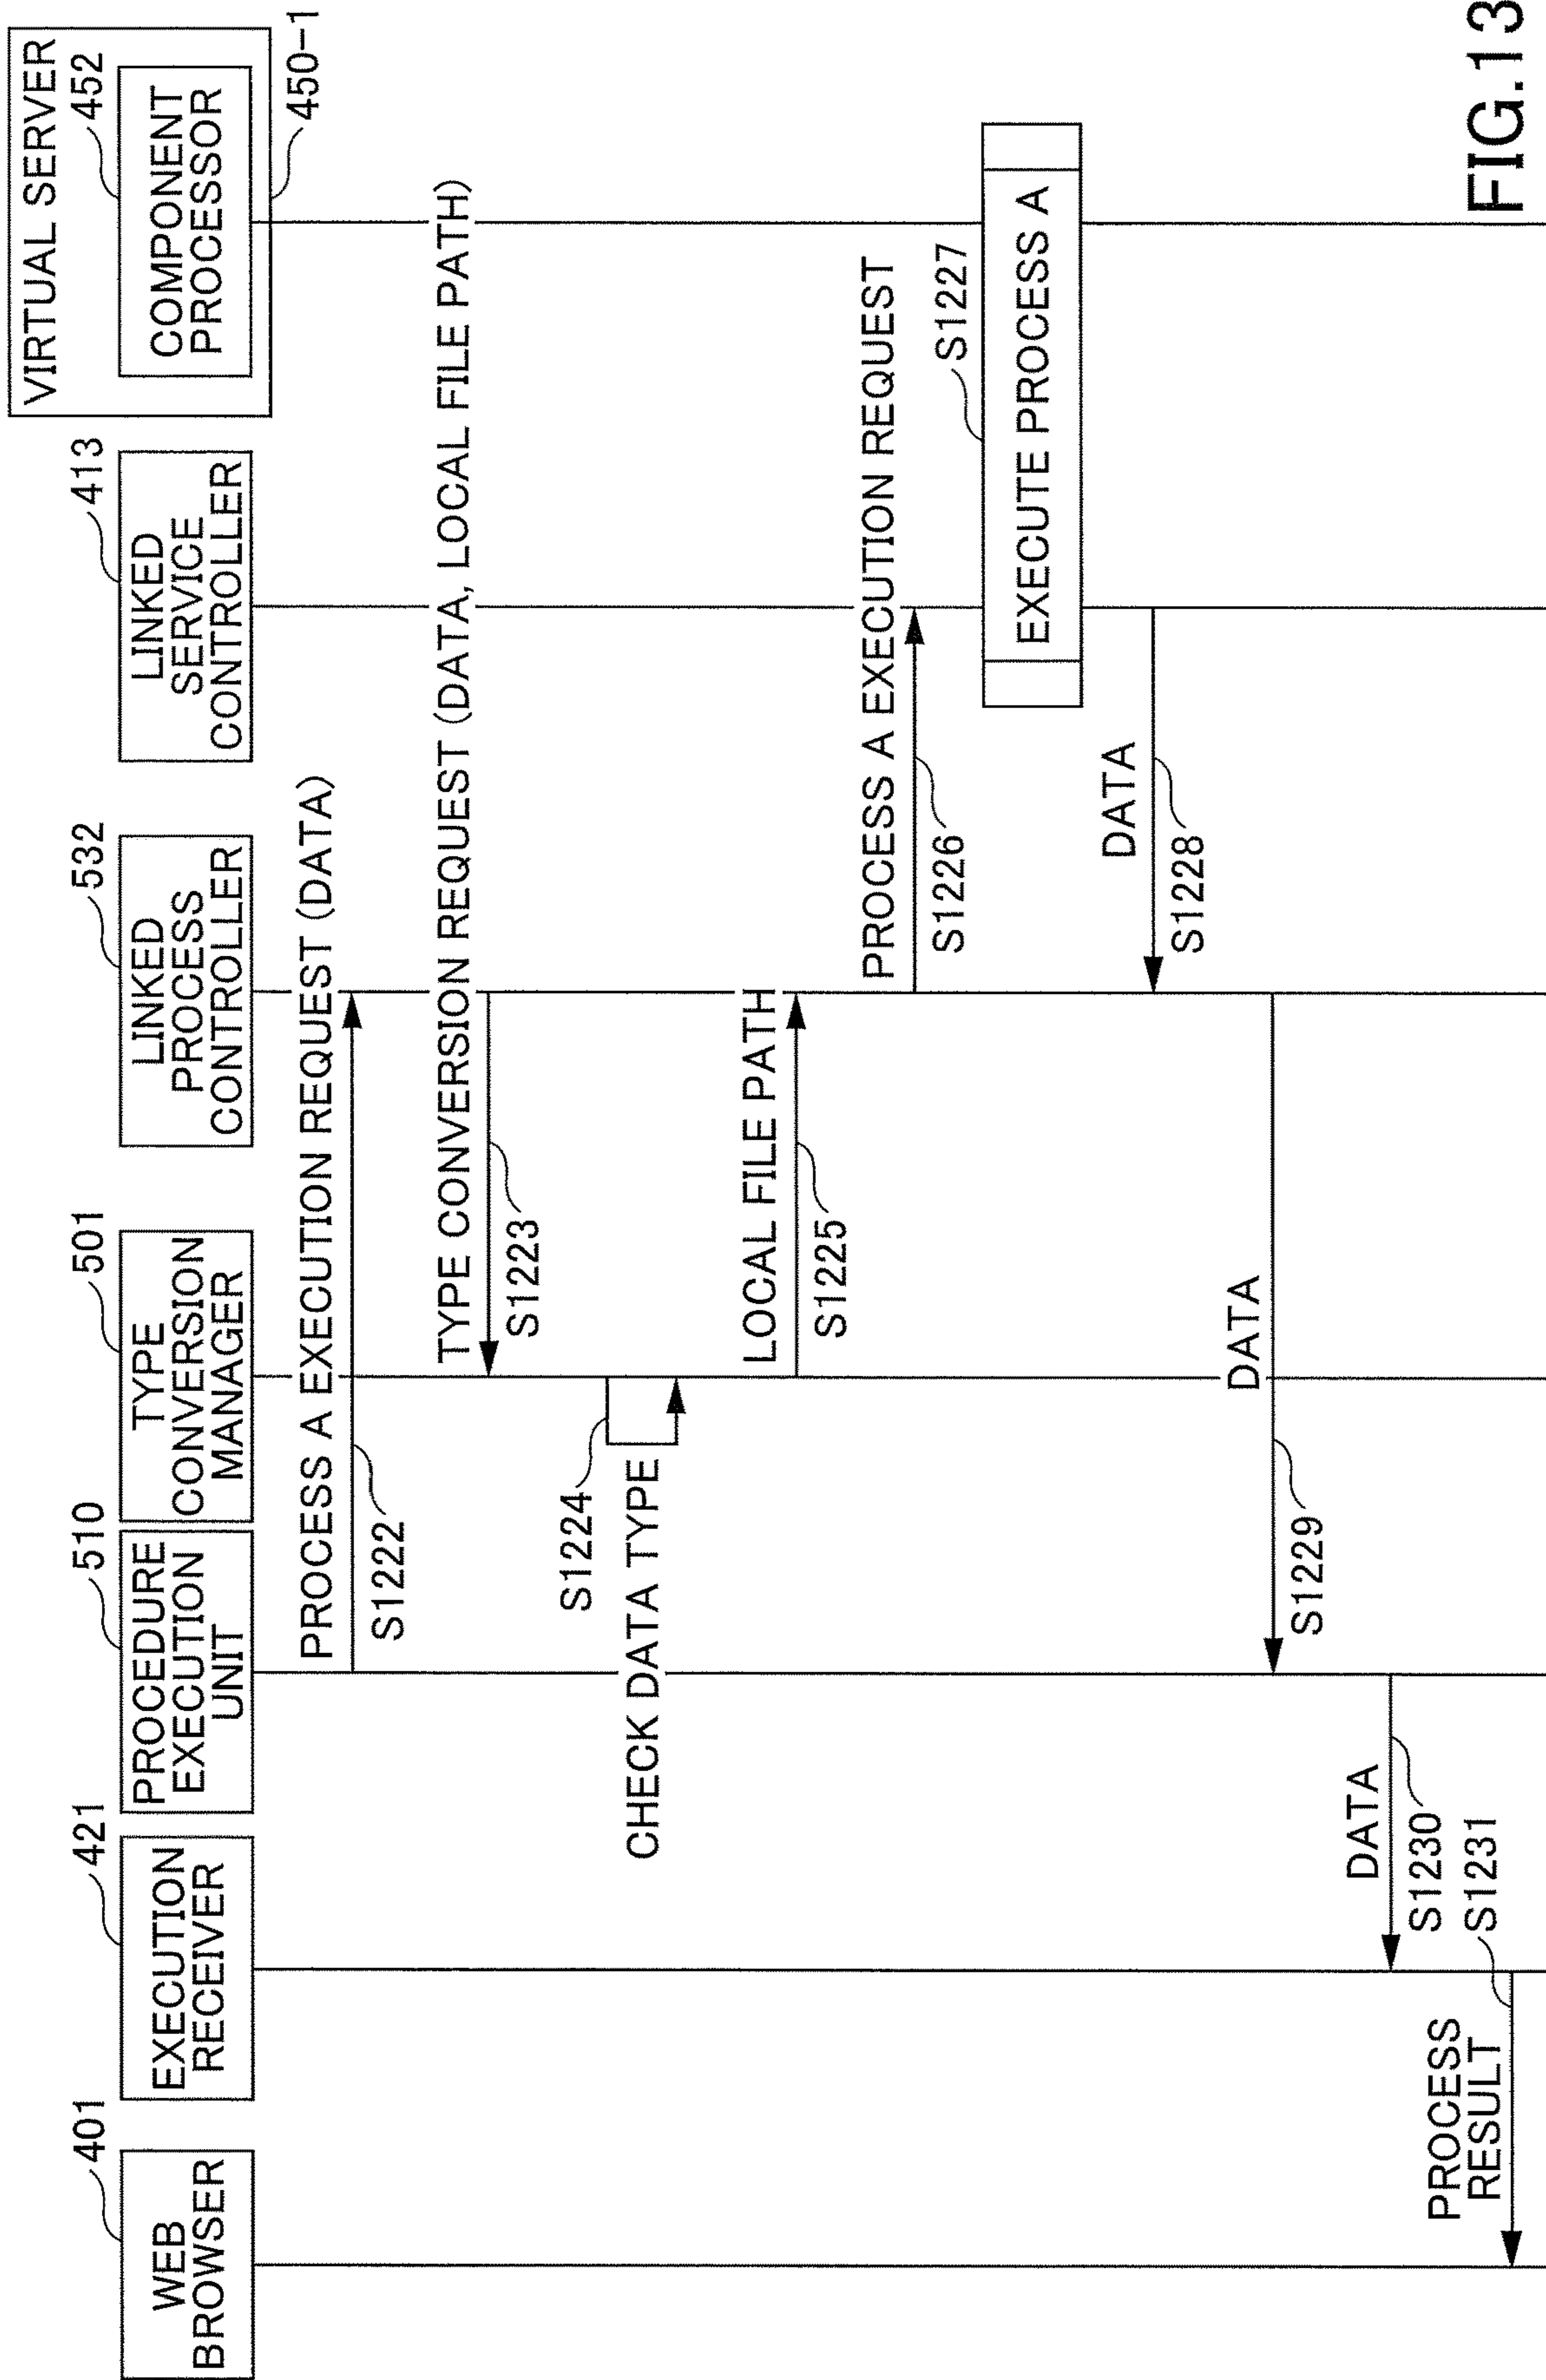 401
WEB
BROWSER
421
EXECUTION
RECEIVER
510
PROCEDURE
EXECUTION
UNIT
501
TYPE
CONVERSION
MANAGER
532
LINKED
PROCESS
CONTROLLER
413
LINKED
SERVICE
CONTROLLER
VIRTUAL SERVER
452
COMPONENT
PROCESSOR
450-1
PROCESS A EXECUTION REQUEST (DATA)
S1222
TYPE CONVERSION REQUEST (DATA, LOCAL FILE PATH)
S1223
S1224
CHECK DATA TYPE
LOCAL FILE PATH
S1225
PROCESS A EXECUTION REQUEST
S1226
S1227
EXECUTE PROCESS A
DATA
S1228
DATA
S1229
DATA
S1230
S1231
PROCESS
RESULT
FIG.13